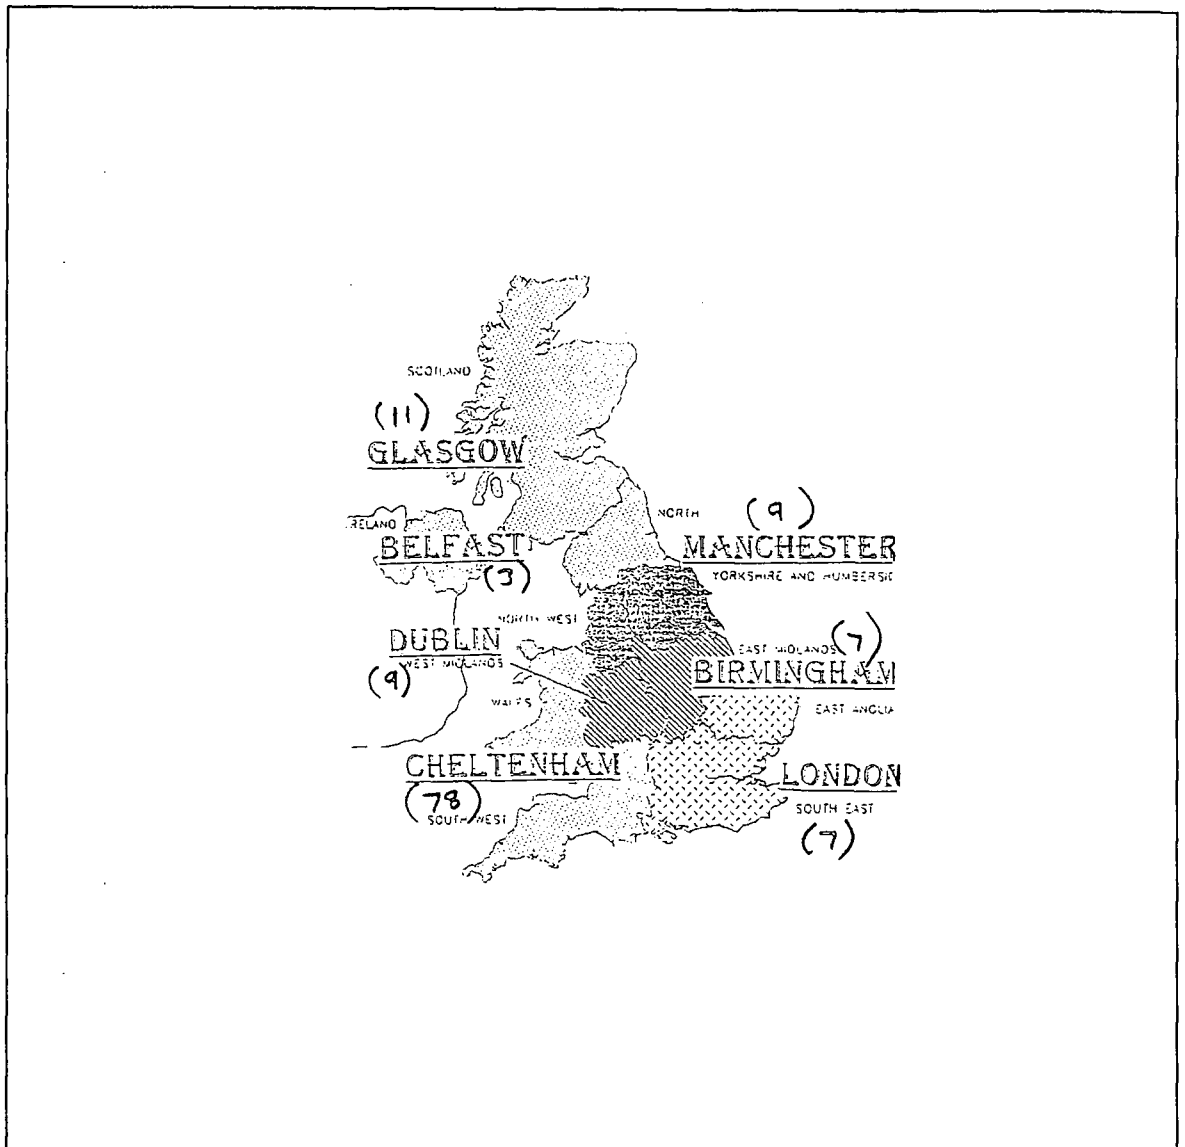 SCOTLAND
(11)
GLASGOW
NORTH
(9)
IRELAND
BELFAST
(3)
MANCHESTER
YORKSHIRE AND HUMBERSID
NORTH WEST
DUBLIN
WEST MIDLANDS
(9)
EAST MIDLANDS (7)
BIRMINGHAM
WALES
EAST ANGLIA
CHELTENHAM
(78)
SOUTH WEST
LONDON
SOUTH EAST
(7)